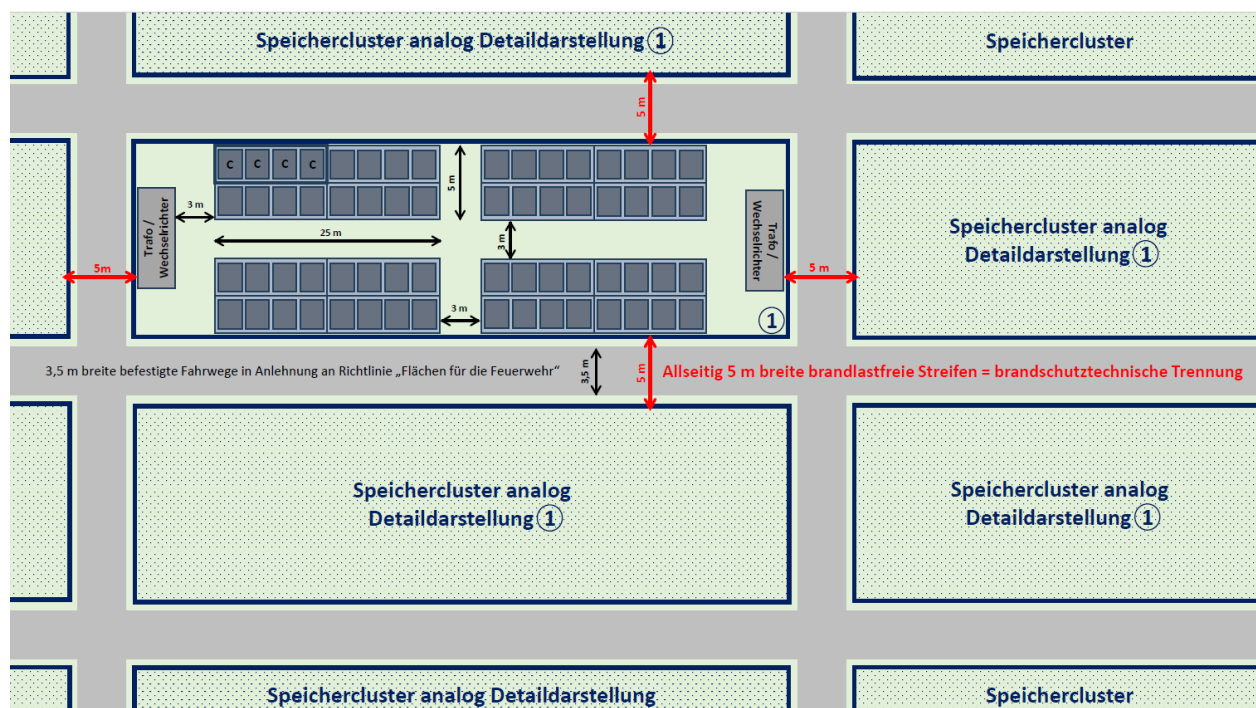 Speichercluster analog Detaildarstellung 1
Speichercluster
5 m
C C C C
5 m
3 m
Trafo /
Wechselrichter
25 m
3 m
Trafo /
Wechselrichter
Speichercluster analog
Detaildarstellung 1
5m
5 m
3 m
1
3,5 m breite befestigte Fahrwege in Anlehnung an Richtlinie „Flächen für die Feuerwehr“
3,5 m
5 m
Allseitig 5 m breite brandlastfreie Streifen = brandschutztechnische Trennung
Speichercluster analog
Detaildarstellung 1
Speichercluster analog
Detaildarstellung 1
Speichercluster analog Detaildarstellung
Speichercluster